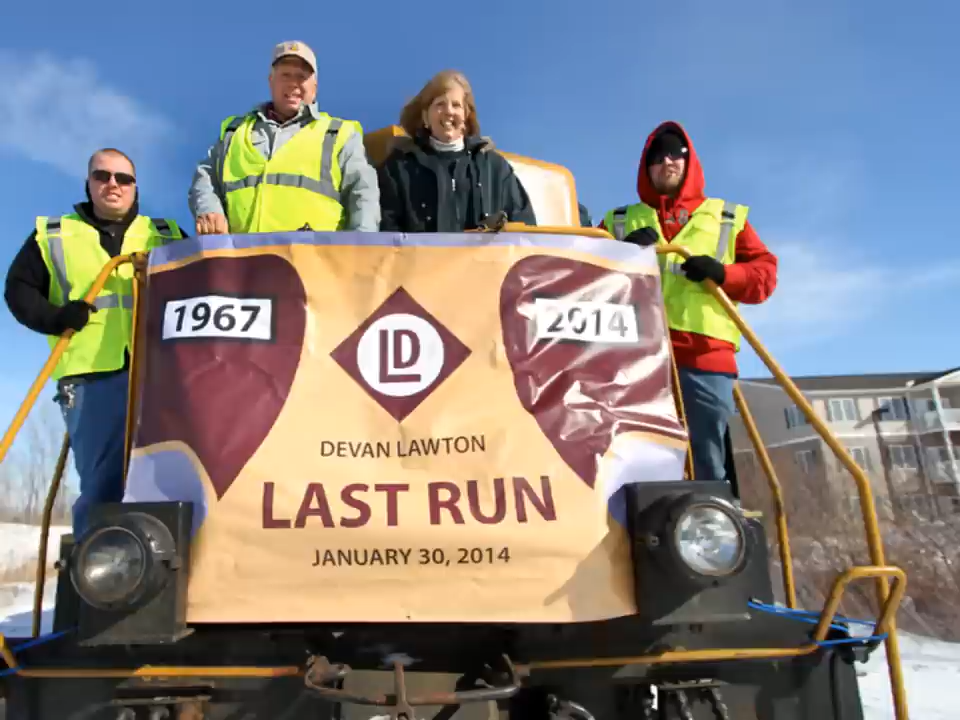 1967
2014
LD
DEVAN LAWTON
LAST RUN
JANUARY 30, 2014